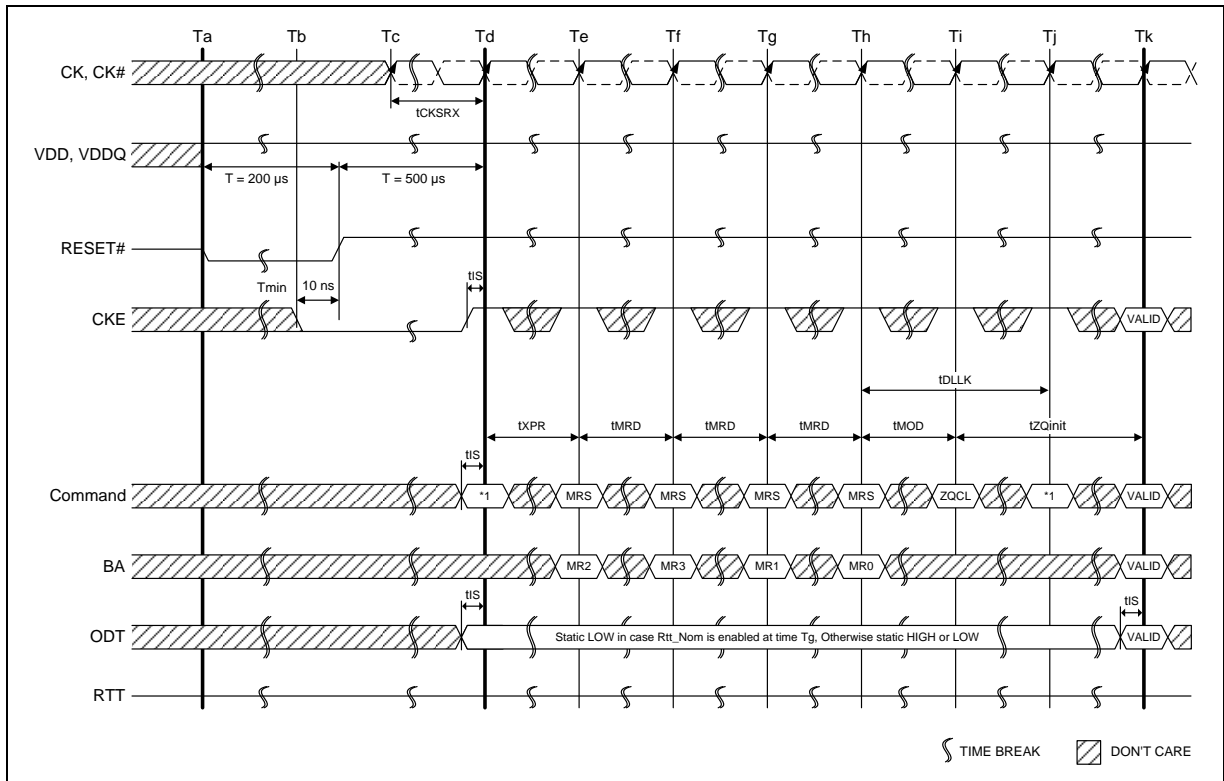 Ta Tb Tc Td Te Tf Tg Th Ti Tj Tk
CK, CK#
tCKSRX
VDD, VDDQ
T = 200 µs T = 500 µs
RESET#
Tmin 10 ns tIS
CKE VALID
tDLLK
tXPR tMRD tMRD tMRD tMOD tZQinit
tIS
Command *1 MRS MRS MRS MRS ZQCL *1 VALID
BA MR2 MR3 MR1 MR0 VALID
tIS tIS
ODT Static LOW in case Rtt_Nom is enabled at time Tg, Otherwise static HIGH or LOW VALID
RTT
TIME BREAK DON'T CARE